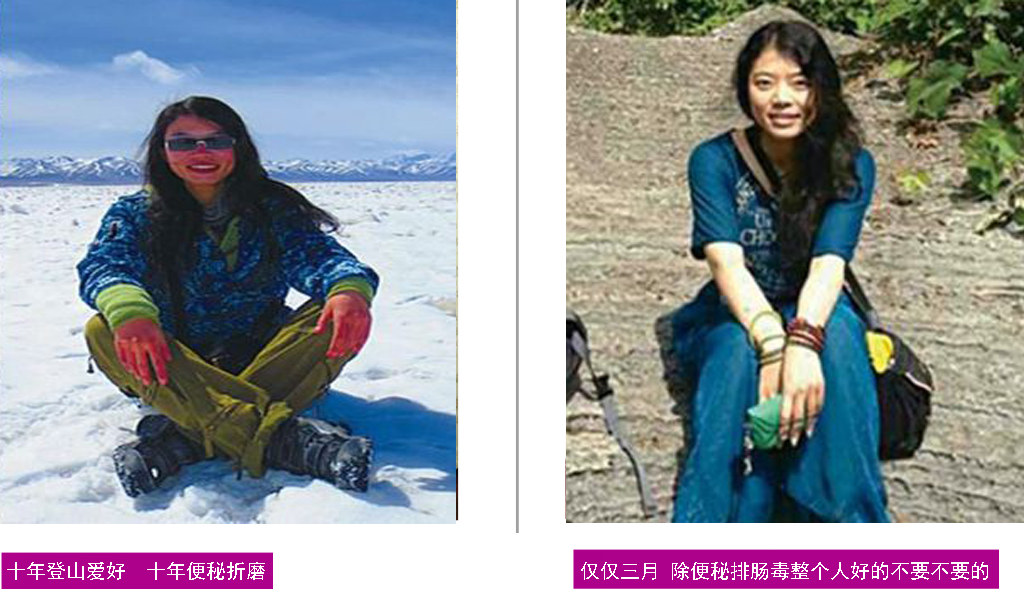 十年登山爱好 十年便秘折磨
仅仅三月 除便秘排肠毒整个人好的不要不要的